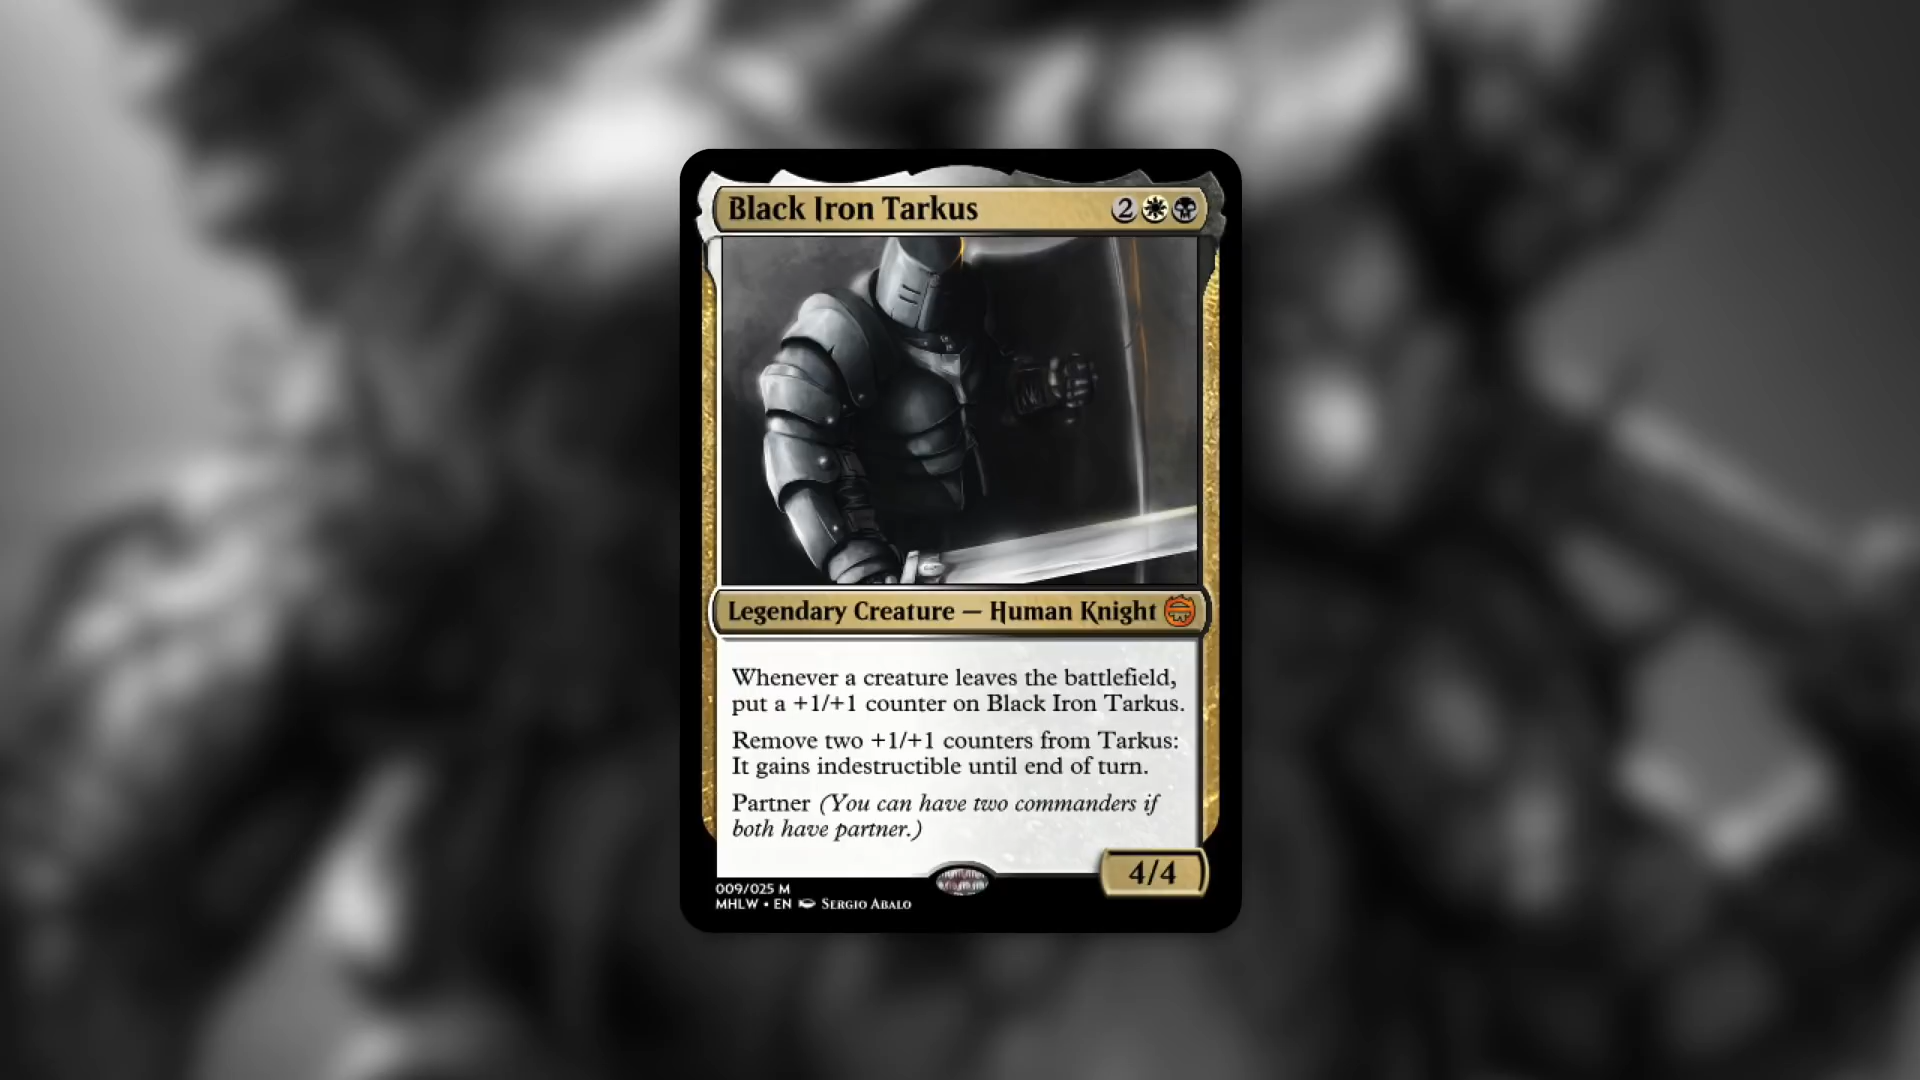 Black Iron Tarkus 2
Legendary Creature — Human Knight
Whenever a creature leaves the battlefield,
put a +1/+1 counter on Black Iron Tarkus.
Remove two +1/+1 counters from Tarkus:
It gains indestructible until end of turn.
Partner (You can have two commanders if
both have partner.)
4/4
009/025 M
MHLW • EN Sergio Abalo